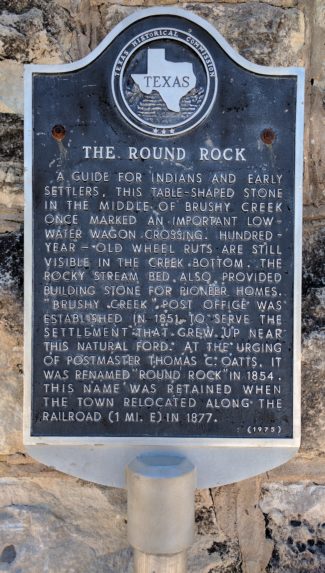 TEXAS HISTORICAL COMMISSION
TEXAS
THE ROUND ROCK
A GUIDE FOR INDIANS AND EARLY
SETTLERS, THIS TABLE-SHAPED STONE
IN THE MIDDLE OF BRUSHY CREEK
ONCE MARKED AN IMPORTANT LOW-
WATER WAGON CROSSING. HUNDRED-
YEAR-OLD WHEEL RUTS ARE STILL
VISIBLE IN THE CREEK BOTTOM. THE
ROCKY STREAM BED ALSO PROVIDED
BUILDING STONE FOR PIONEER HOMES.
"BRUSHY CREEK" POST OFFICE WAS
ESTABLISHED IN 1851 TO SERVE THE
SETTLEMENT THAT GREW UP NEAR
THIS NATURAL FORD. AT THE URGING
OF POSTMASTER THOMAS C. OATTS, IT
WAS RENAMED "ROUND ROCK" IN 1854.
THIS NAME WAS RETAINED WHEN
THE TOWN RELOCATED ALONG THE
RAILROAD (1 MI. E) IN 1877.
(1975)